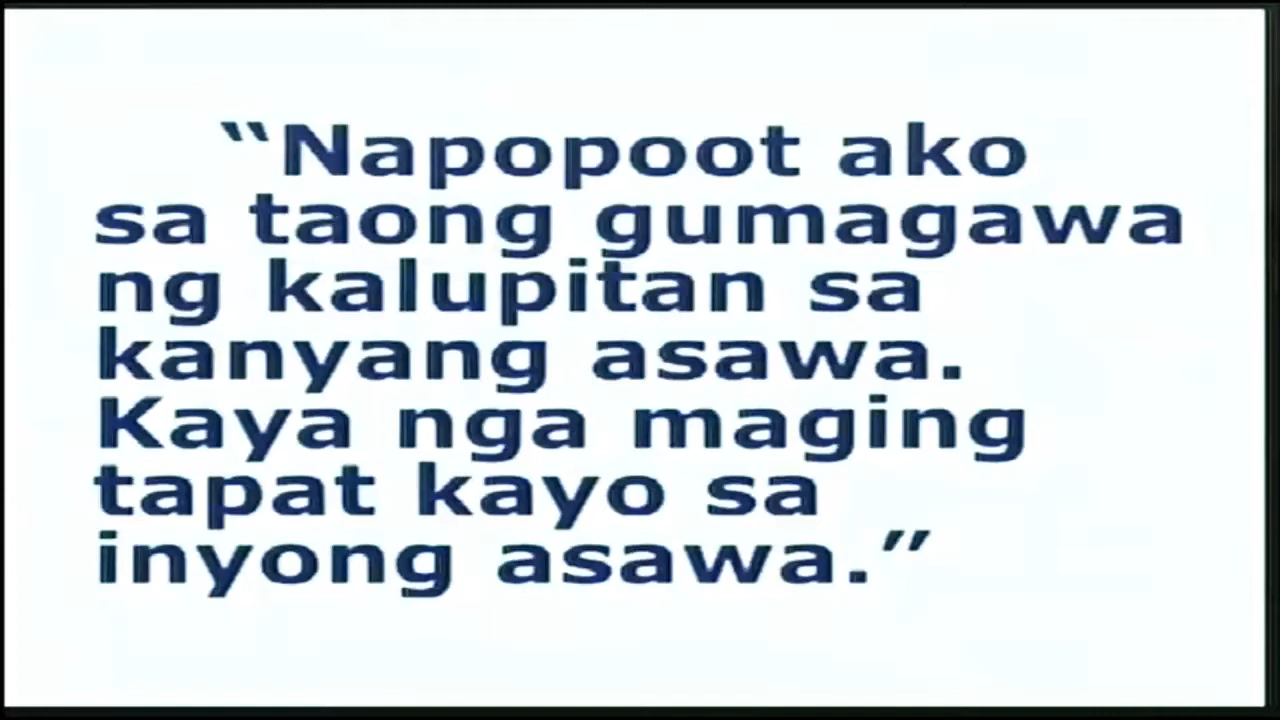 “Napopoot ako
sa taong gumagawa
ng kalupitan sa
kanyang asawa.
Kaya nga maging
tapat kayo sa
inyong asawa.”